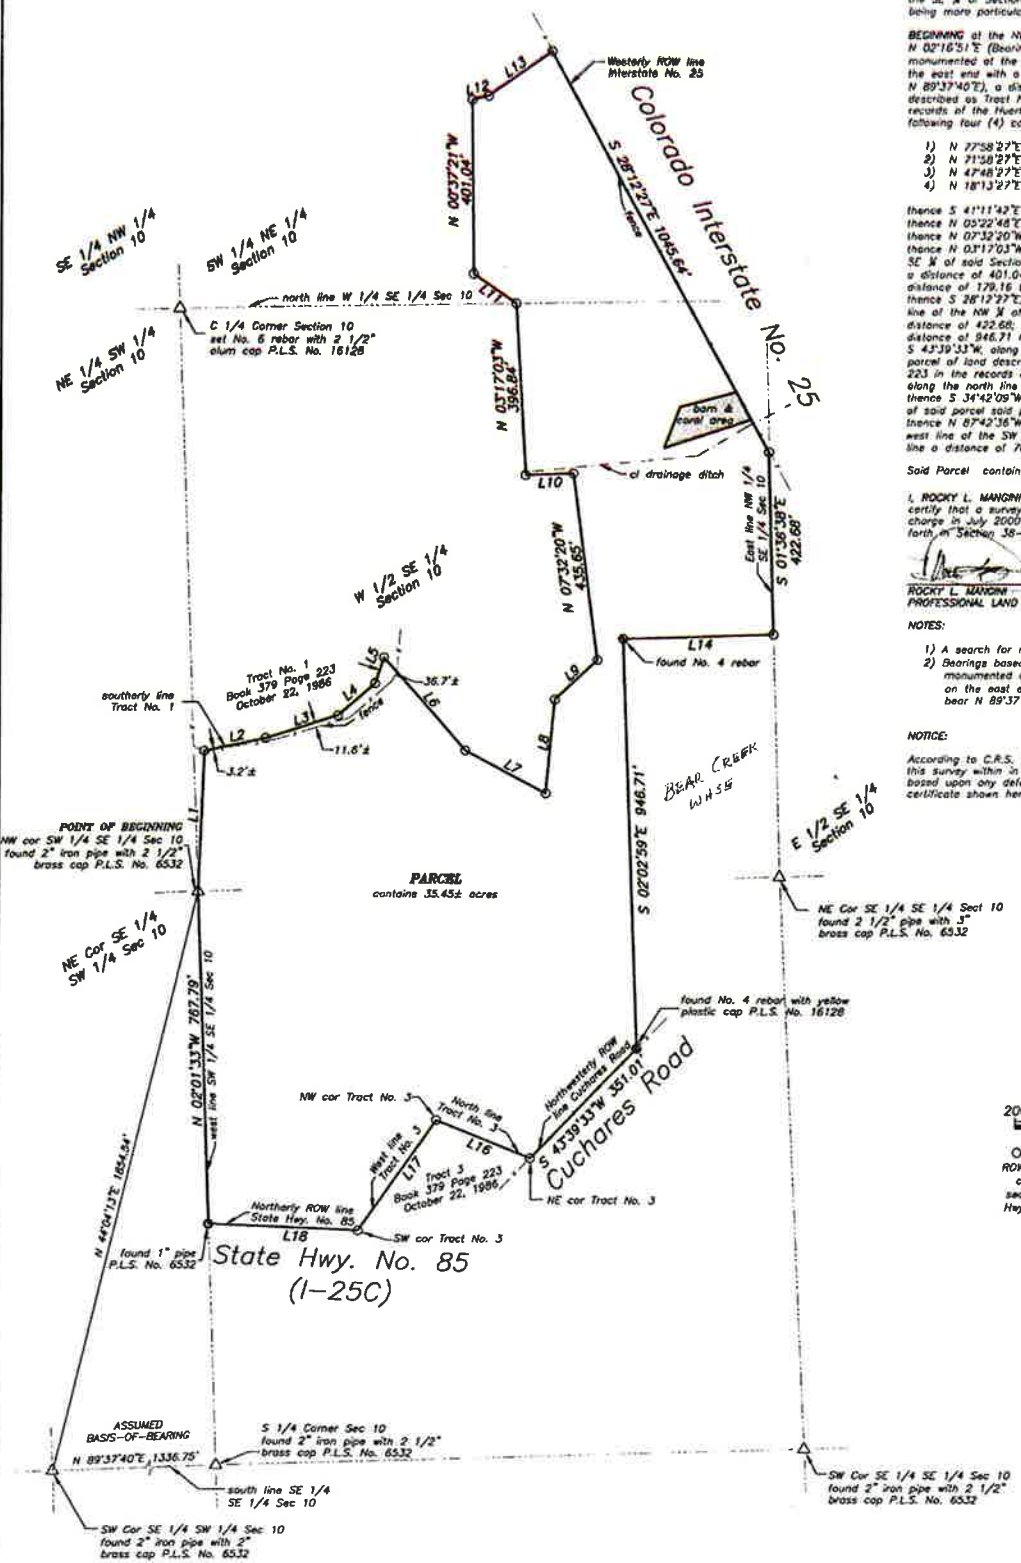 Westerly ROW line
Interstate No. 25
L12
L13
Colorado Interstate No. 25
S 28°12'27"E 1045.64'
fence
N 00°37'21"W
401.04'
SE 1/4 NW 1/4
Section 10
SW 1/4 NE 1/4
Section 10
L11
north line W 1/4 SE 1/4 Sec 10
C 1/4 Corner Section 10
set No. 6 rebar with 2 1/2"
alum cap P.L.S. No. 16128
NE 1/4 SW 1/4
Section 10
N 03°17'03"W
396.84'
barn &
coral area
L10
cl drainage ditch
East line NW 1/4
SE 1/4 Sec 10
S 01°36'38"E
422.68'
N 07°32'20"W
435.65'
W 1/2 SE 1/4
Section 10
L14
found No. 4 rebar
Tract No. 1
Book 379 Page 223
October 22, 1986
southerly line
Tract No. 1
L5
L4
L3
L2
fence
36.7'±
11.6'±
3.2'±
L6
L7
L8
L9
L1
BEAR CREEK
WHSE
S 02°02'59"E 946.71'
E 1/2 SE 1/4
Section 10
POINT OF BEGINNING
NW cor SW 1/4 SE 1/4 Sec 10
found 2" iron pipe with 2 1/2"
brass cap P.L.S. No. 6532
PARCEL
contains 35.45± acres
NE Cor SE 1/4 SE 1/4 Sect 10
found 2 1/2" pipe with 3"
brass cap P.L.S. No. 6532
NE Cor SE 1/4
SW 1/4 Sec 10
N 02°01'33"W 767.79'
west line SW 1/4 SE 1/4 Sec 10
found No. 4 rebar with yellow
plastic cap P.L.S. No. 16128
Northwesterly ROW
line Cuchares Road
S 43°39'33"W 351.01'
Cuchares Road
NW cor Tract No. 3
North line
Tract No. 3
L16
West line
Tract No. 3
L17
Tract 3
Book 379 Page 223
October 22, 1986
NE cor Tract No. 3
N 44°04'13"E 1854.54'
Northerly ROW line
State Hwy. No. 85
L18
SW cor Tract No. 3
found 1" pipe
P.L.S. No. 6532
State Hwy. No. 85
(I-25C)
ASSUMED
BASIS-OF-BEARING
N 89°37'40"E, 1336.75'
S 1/4 Corner Sec 10
found 2" iron pipe with 2 1/2"
brass cap P.L.S. No. 6532
south line SE 1/4
SE 1/4 Sec 10
SW Cor SE 1/4 SW 1/4 Sec 10
found 2" iron pipe with 2"
brass cap P.L.S. No. 6532
SW Cor SE 1/4 SE 1/4 Sec 10
found 2" iron pipe with 2 1/2"
brass cap P.L.S. No. 6532
being more particula
BEGINNING at the N
N 02°16'51"E (Bearin
monumented at the
the east end with a
N 89°37'40"E), a dis
described as Tract N
records of the Huer
following four (4) co
1) N 77°58'27"E
2) N 71°58'27"E
3) N 47°48'27"E
4) N 18°13'27"E
thence S 41°11'42"E
thence N 05°22'48"E
thence N 07°32'20"W
thence N 03°17'03"W
SE ¼ of said Sectio
a distance of 401.0
distance of 179.16
thence S 28°12'27"E
line of the NW ¼ of
distance of 422.68;
distance of 946.71
S 43°39'33"W, along
parcel of land descr
223 in the records
along the north line
thence S 34°42'09"W
of said parcel said
thence N 87°42'36"W
west line of the SW
line a distance of 7
Said Parcel contain
I, ROCKY L. MANGINI
certify that a survey
charge in July 2000
forth in Section 38-
ROCKY L. MANGINI
PROFESSIONAL LAND
NOTES:
1) A search for
2) Bearings base
monumented
on the east e
bear N 89°37
NOTICE:
According to C.R.S.
this survey within
based upon any def
certificate shown he
20
ROW
Hwy